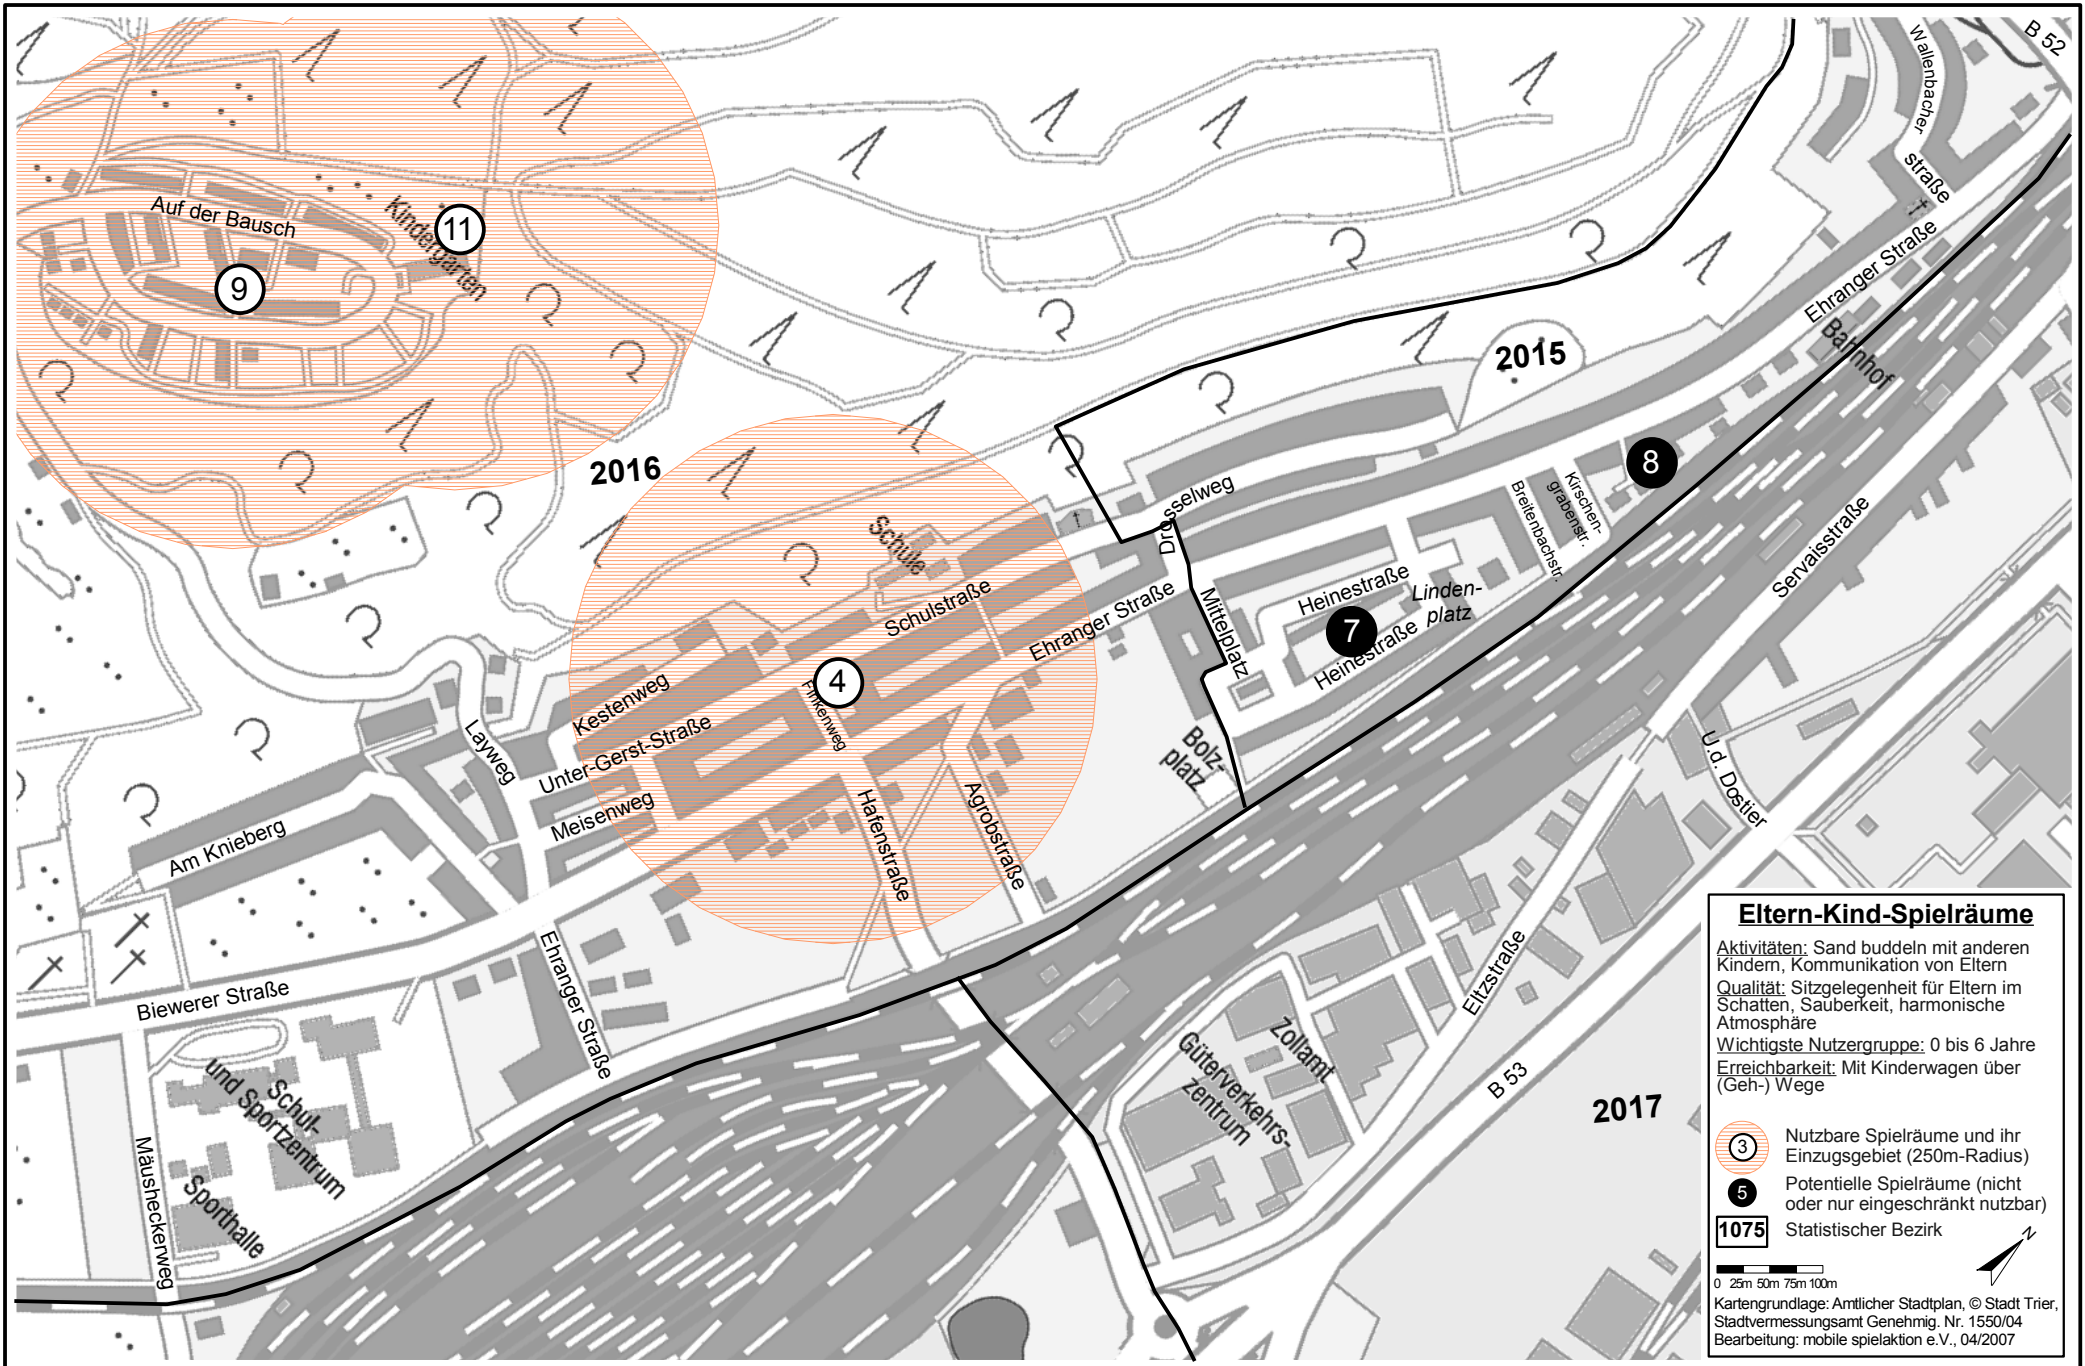 B 52
Wallenbacher
straße
Auf der Bausch
Kindergarten
11
9
Ehranger Straße
Bahnhof
2015
2016
8
Drosselweg
Kirschen-
grabenstr.
Breitenbachstr.
Schule
Schulstraße
Ehranger Straße
Mittelplatz
Heinestraße
Linden-
platz
7
Heinestraße
Servaisstraße
4
Finkenweg
Kestenweg
Unter-Gerst-Straße
Meisenweg
Layweg
Bolz-
platz
U.d. Dostler
Hafenstraße
Agrobstraße
Am Knieberg
Biewerer Straße
Ehranger Straße
Eltzstraße
Zollamt
Güterverkehrs-
zentrum
B 53
2017
Schul-
und Sportzentrum
Sporthalle
Mäusheckerweg
Eltern-Kind-Spielräume
Aktivitäten: Sand buddeln mit anderen
Kindern, Kommunikation von Eltern
Qualität: Sitzgelegenheit für Eltern im
Schatten, Sauberkeit, harmonische
Atmosphäre
Wichtigste Nutzergruppe: 0 bis 6 Jahre
Erreichbarkeit: Mit Kinderwagen über
(Geh-) Wege
3
Nutzbare Spielräume und ihr
Einzugsgebiet (250m-Radius)
5
Potentielle Spielräume (nicht
oder nur eingeschränkt nutzbar)
1075
Statistischer Bezirk
N
0 25m 50m 75m 100m
Kartengrundlage: Amtlicher Stadtplan, © Stadt Trier,
Stadtvermessungsamt Genehmig. Nr. 1550/04
Bearbeitung: mobile spielaktion e.V., 04/2007